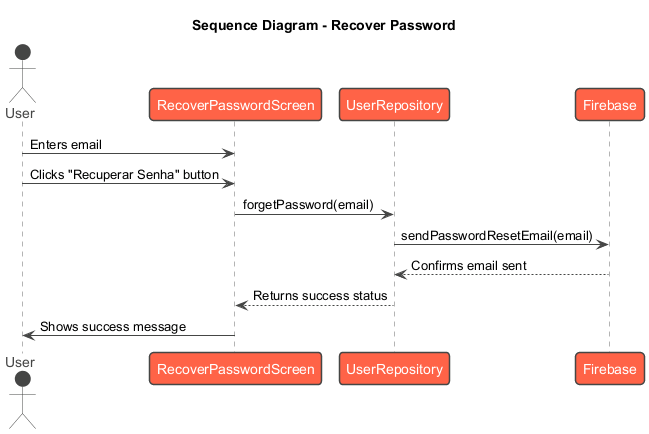 Sequence Diagram - Recover Password
User
RecoverPasswordScreen
UserRepository
Firebase
Enters email
Clicks "Recuperar Senha" button
forgetPassword(email)
sendPasswordResetEmail(email)
Confirms email sent
Returns success status
Shows success message
User
RecoverPasswordScreen
UserRepository
Firebase